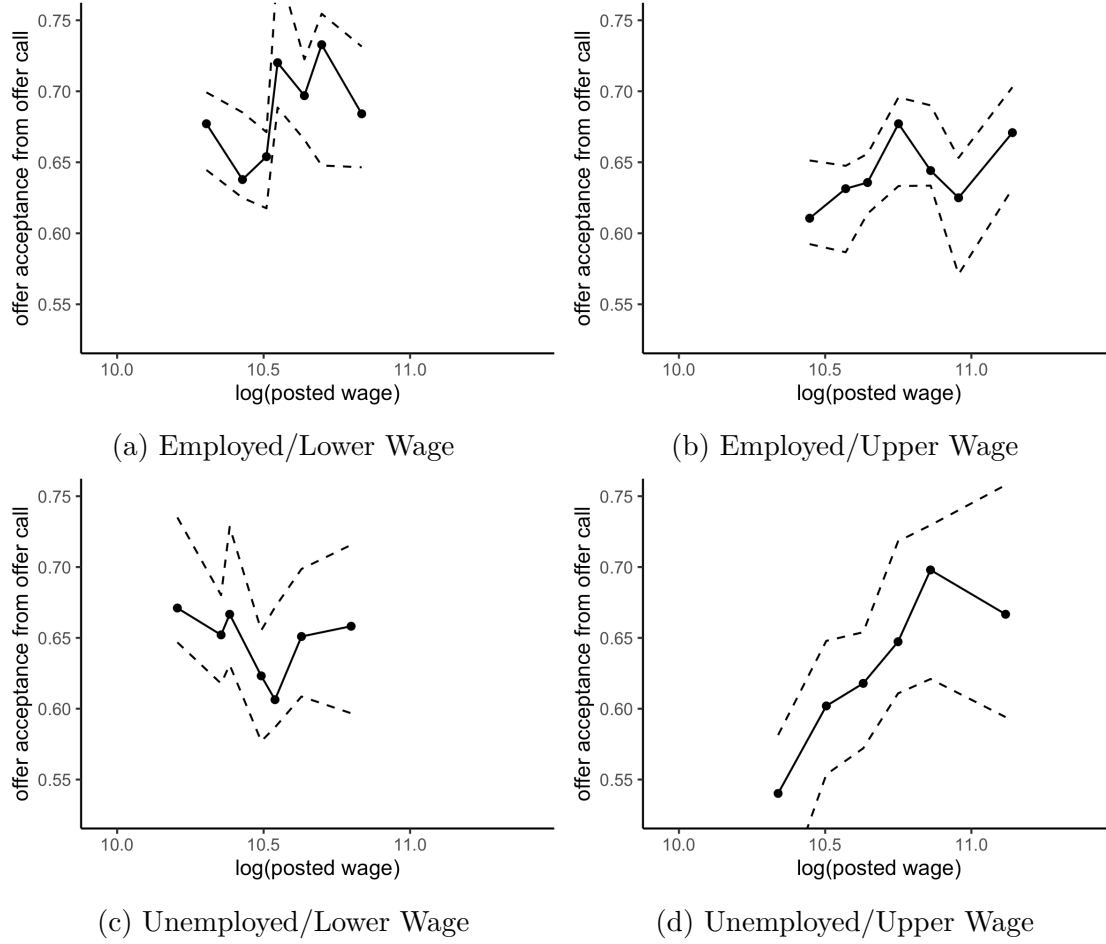 offer acceptance from offer call
0.75
0.70
0.65
0.60
0.55
10.0 10.5 11.0
log(posted wage)
(a) Employed/Lower Wage
offer acceptance from offer call
0.75
0.70
0.65
0.60
0.55
10.0 10.5 11.0
log(posted wage)
(b) Employed/Upper Wage
offer acceptance from offer call
0.75
0.70
0.65
0.60
0.55
10.0 10.5 11.0
log(posted wage)
(c) Unemployed/Lower Wage
offer acceptance from offer call
0.75
0.70
0.65
0.60
0.55
10.0 10.5 11.0
log(posted wage)
(d) Unemployed/Upper Wage